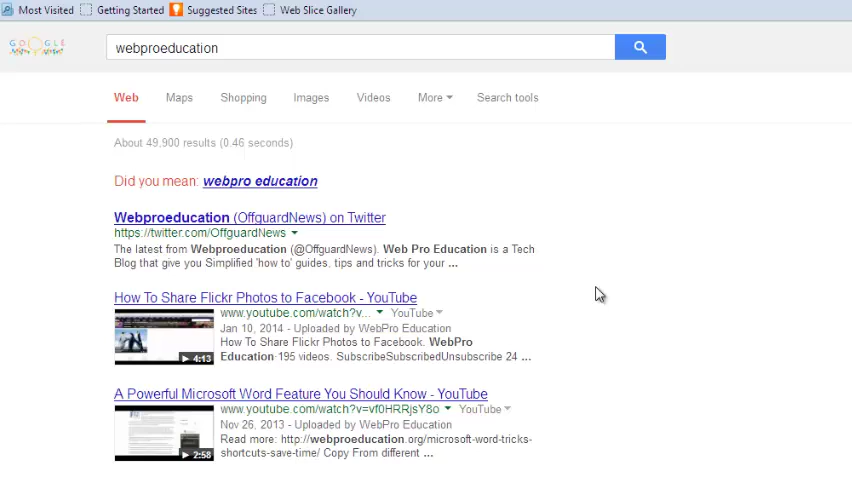 Most Visited Getting Started Suggested Sites Web Slice Gallery
GOOGLE webproeducation
Web Maps Shopping Images Videos More Search tools
About 49,900 results (0.46 seconds)
Did you mean: webpro education
Webproeducation (OffguardNews) on Twitter
https://twitter.com/OffguardNews
The latest from Webproeducation (@OffguardNews). Web Pro Education is a Tech
Blog that give you Simplified 'how to' guides, tips and tricks for your ...
How To Share Flickr Photos to Facebook - YouTube
www.youtube.com/watch?v... YouTube
Jan 10, 2014 - Uploaded by WebPro Education
How To Share Flickr Photos to Facebook. WebPro
4:13 Education·195 videos. SubscribeSubscribedUnsubscribe 24 ...
A Powerful Microsoft Word Feature You Should Know - YouTube
www.youtube.com/watch?v=vf0HRRjsY8o YouTube
Nov 26, 2013 - Uploaded by WebPro Education
Read more: http://webproeducation.org/microsoft-word-tricks-
2:58 shortcuts-save-time/ Copy From different ...